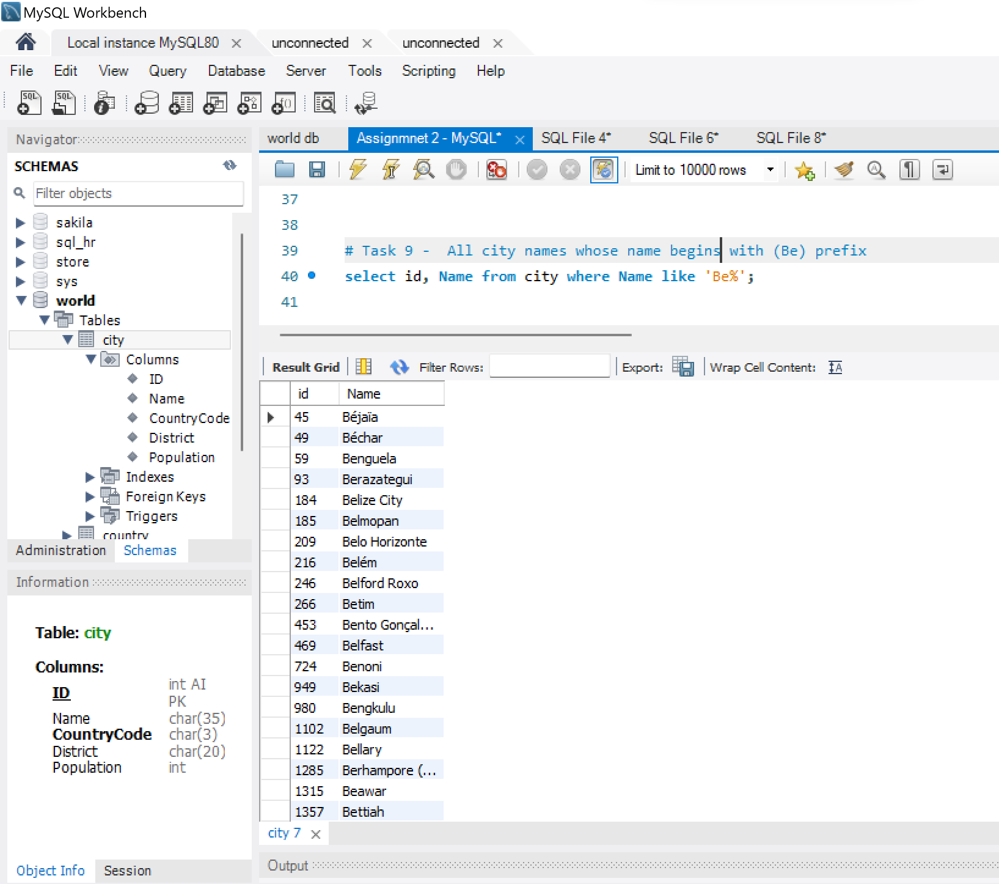 MySQL Workbench
Local instance MySQL80
unconnected
unconnected
File Edit View Query Database Server Tools Scripting Help
Navigator
SCHEMAS
Filter objects
sakila
sql_hr
store
sys
world
Tables
city
Columns
ID
Name
CountryCode
District
Population
Indexes
Foreign Keys
Triggers
country
Administration Schemas
Information
Table: city
Columns:
ID int AI PK
Name char(35)
CountryCode char(3)
District char(20)
Population int
Object Info Session
world db
Assignmnet 2 - MySQL*
SQL File 4*
SQL File 6*
SQL File 8*
Limit to 10000 rows
37
38
39 # Task 9 -  All city names whose name begins with (Be) prefix
40 select id, Name from city where Name like 'Be%';
41
Result Grid Filter Rows: Export: Wrap Cell Content:
id Name
45 Béjaïa
49 Béchar
59 Benguela
93 Berazategui
184 Belize City
185 Belmopan
209 Belo Horizonte
216 Belém
246 Belford Roxo
266 Betim
453 Bento Gonçal...
469 Belfast
724 Benoni
949 Bekasi
980 Bengkulu
1102 Belgaum
1122 Bellary
1285 Berhampore (...
1315 Beawar
1357 Bettiah
city 7
Output